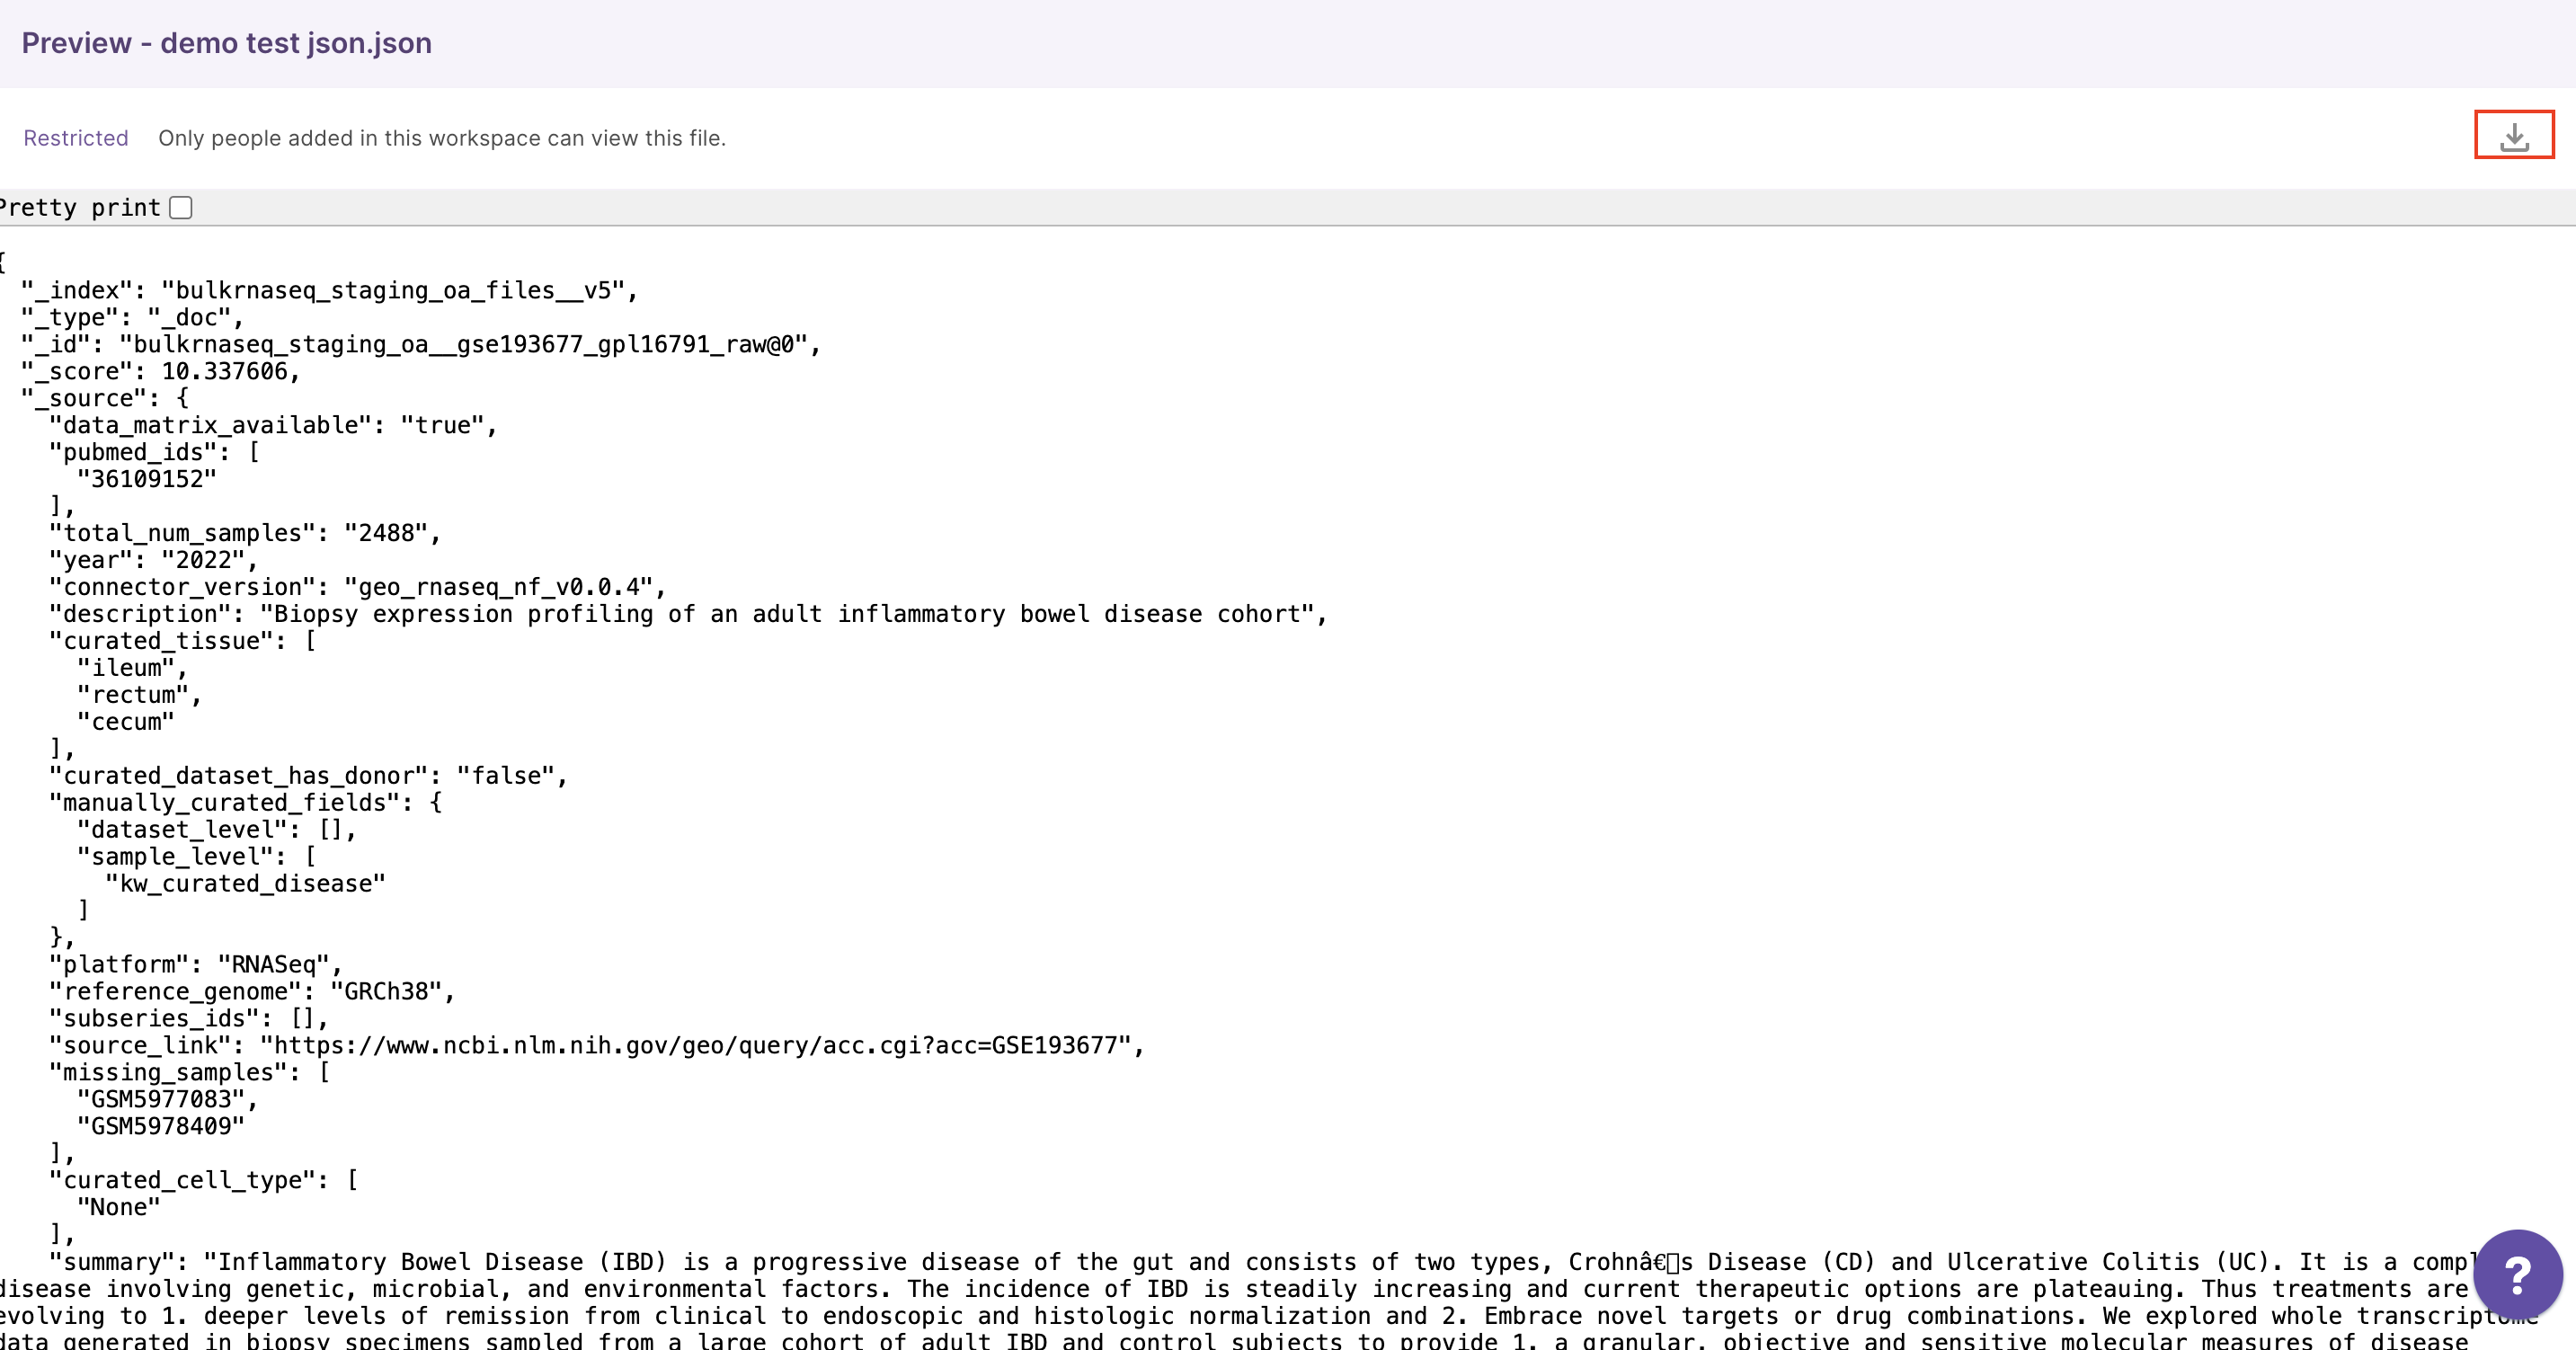 Preview - demo test json.json
Restricted Only people added in this workspace can view this file.
Pretty print
{
  "_index": "bulkrnaseq_staging_oa_files__v5",
  "_type": "_doc",
  "_id": "bulkrnaseq_staging_oa__gse193677_gpl16791_raw@0",
  "_score": 10.337606,
  "_source": {
    "data_matrix_available": "true",
    "pubmed_ids": [
      "36109152"
    ],
    "total_num_samples": "2488",
    "year": "2022",
    "connector_version": "geo_rnaseq_nf_v0.0.4",
    "description": "Biopsy expression profiling of an adult inflammatory bowel disease cohort",
    "curated_tissue": [
      "ileum",
      "rectum",
      "cecum"
    ],
    "curated_dataset_has_donor": "false",
    "manually_curated_fields": {
      "dataset_level": [],
      "sample_level": [
        "kw_curated_disease"
      ]
    },
    "platform": "RNASeq",
    "reference_genome": "GRCh38",
    "subseries_ids": [],
    "source_link": "https://www.ncbi.nlm.nih.gov/geo/query/acc.cgi?acc=GSE193677",
    "missing_samples": [
      "GSM5977083",
      "GSM5978409"
    ],
    "curated_cell_type": [
      "None"
    ],
    "summary": "Inflammatory Bowel Disease (IBD) is a progressive disease of the gut and consists of two types, Crohnâ€▯s Disease (CD) and Ulcerative Colitis (UC). It is a compl
disease involving genetic, microbial, and environmental factors. The incidence of IBD is steadily increasing and current therapeutic options are plateauing. Thus treatments are
evolving to 1. deeper levels of remission from clinical to endoscopic and histologic normalization and 2. Embrace novel targets or drug combinations. We explored whole transcriptome
data generated in biopsy specimens sampled from a large cohort of adult IBD and control subjects to provide 1. a granular, objective and sensitive molecular measures of disease
?